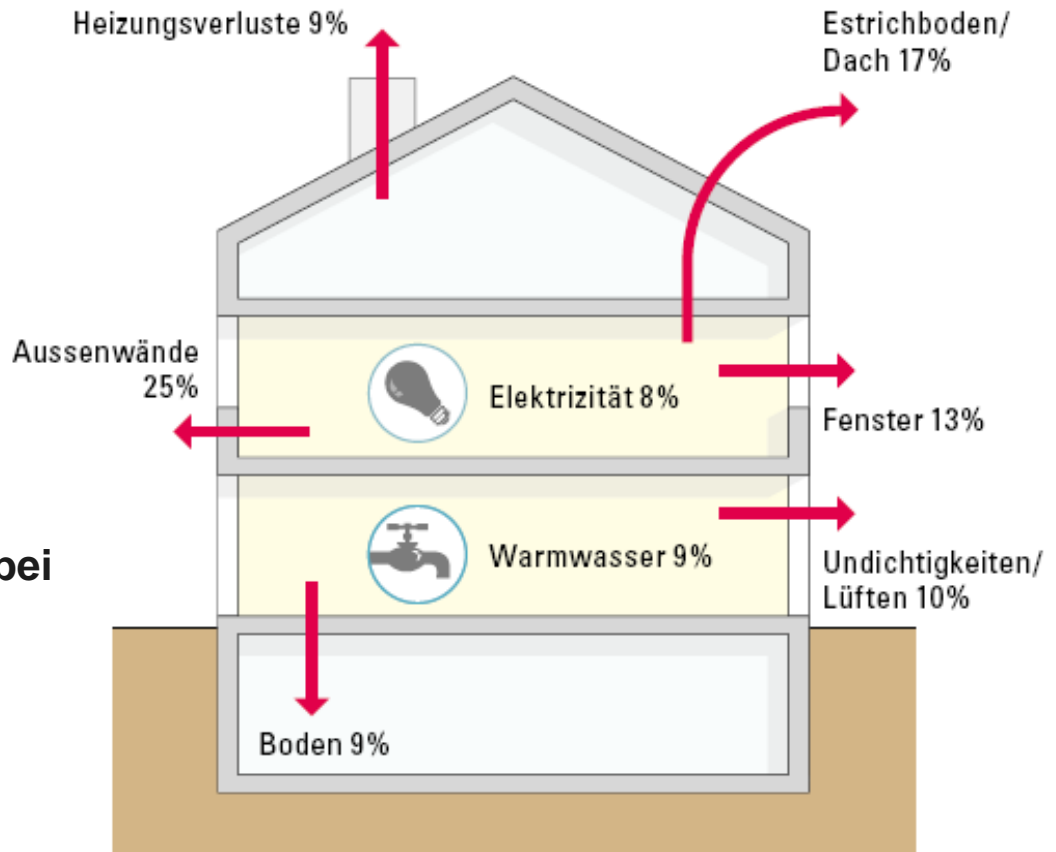 Heizungsverluste 9%
Estrichboden/
Dach 17%
Aussenwände
25%
Elektrizität 8%
Fenster 13%
bei
Warmwasser 9%
Undichtigkeiten/
Lüften 10%
Boden 9%